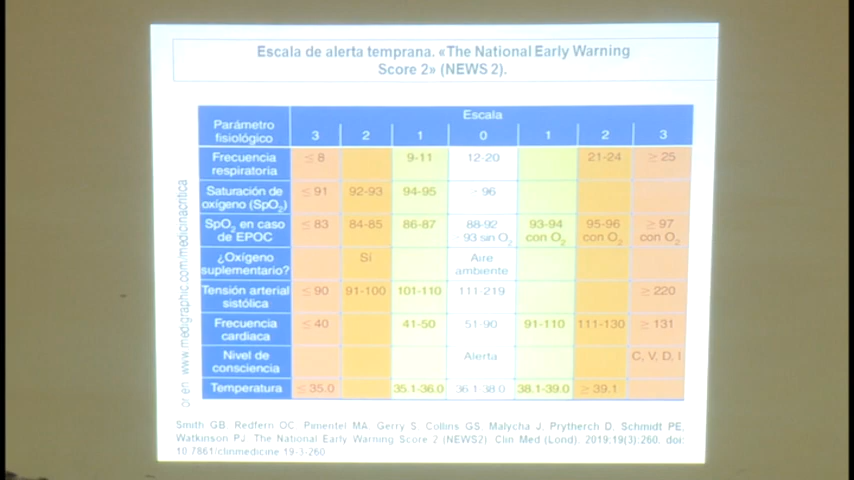 Escala de alerta temprana. «The National Early Warning
Score 2» (NEWS 2).
Parámetro fisiológico Escala
3 2 1 0 1 2 3
Frecuencia respiratoria ≤ 8 9-11 12-20 21-24 ≥ 25
Saturación de oxígeno (SpO2) ≤ 91 92-93 94-95 96
SpO2 en caso de EPOC ≤ 83 84-85 86-87 88-92 93 sin O2 93-94 con O2 95-96 con O2 ≥ 97 con O2
¿Oxígeno suplementario? Sí Aire ambiente
Tensión arterial sistólica ≤ 90 91-100 101-110 111-219 ≥ 220
Frecuencia cardiaca ≤ 40 41-50 51-90 91-110 111-130 ≥ 131
Nivel de consciencia Alerta C, V, D, I
Temperatura ≤ 35.0 35.1-36.0 36.1-38.0 38.1-39.0 ≥ 39.1
or en www.medigraphic.com/medicinacritica
Smith GB, Redfern OC, Pimentel MA, Gerry S, Collins GS, Malycha J, Prytherch D, Schmidt PE,
Watkinson PJ. The National Early Warning Score 2 (NEWS2). Clin Med (Lond). 2019;19(3):260. doi:
10.7861/clinmedicine.19-3-260